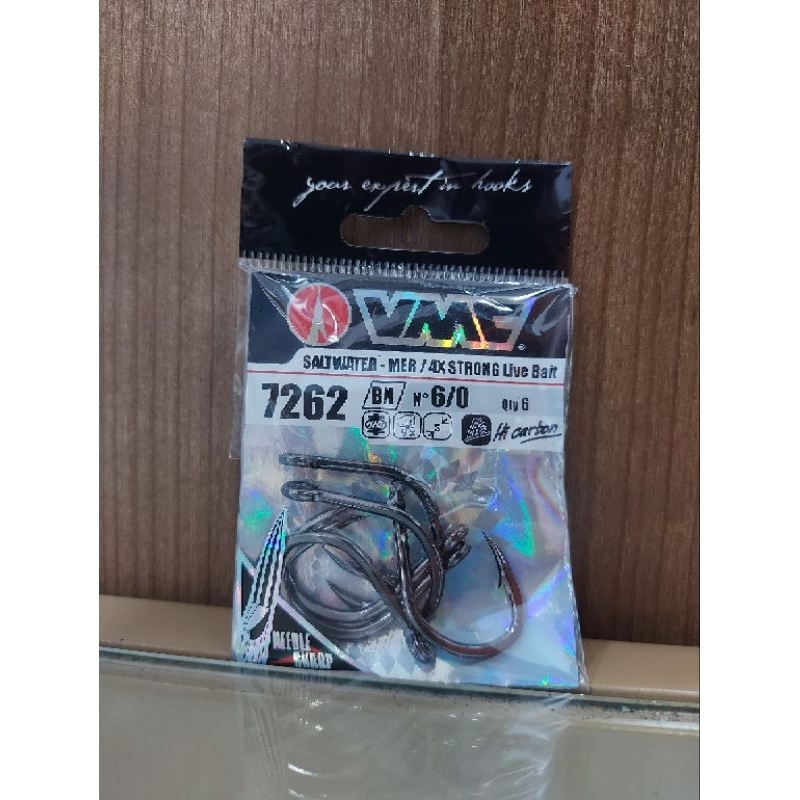 your expert in hooks
VMC®
SALTWATER - MER / 4X STRONG Live Bait
7262 BN N° 6/0 Qty 6
Hi carbon
NEEDLE
SHARP